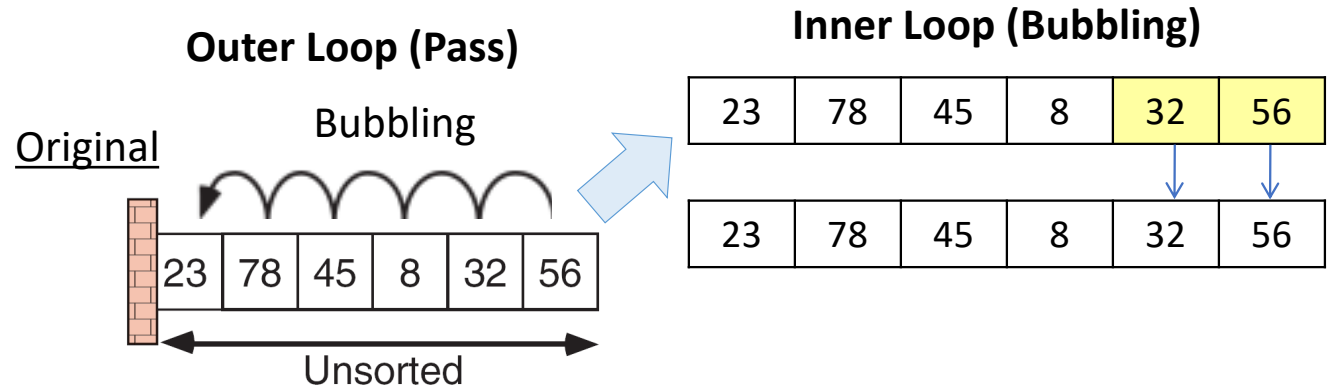 Outer Loop (Pass)
Original
Bubbling
23 78 45 8 32 56
Unsorted
Inner Loop (Bubbling)
23 78 45 8 32 56
23 78 45 8 32 56